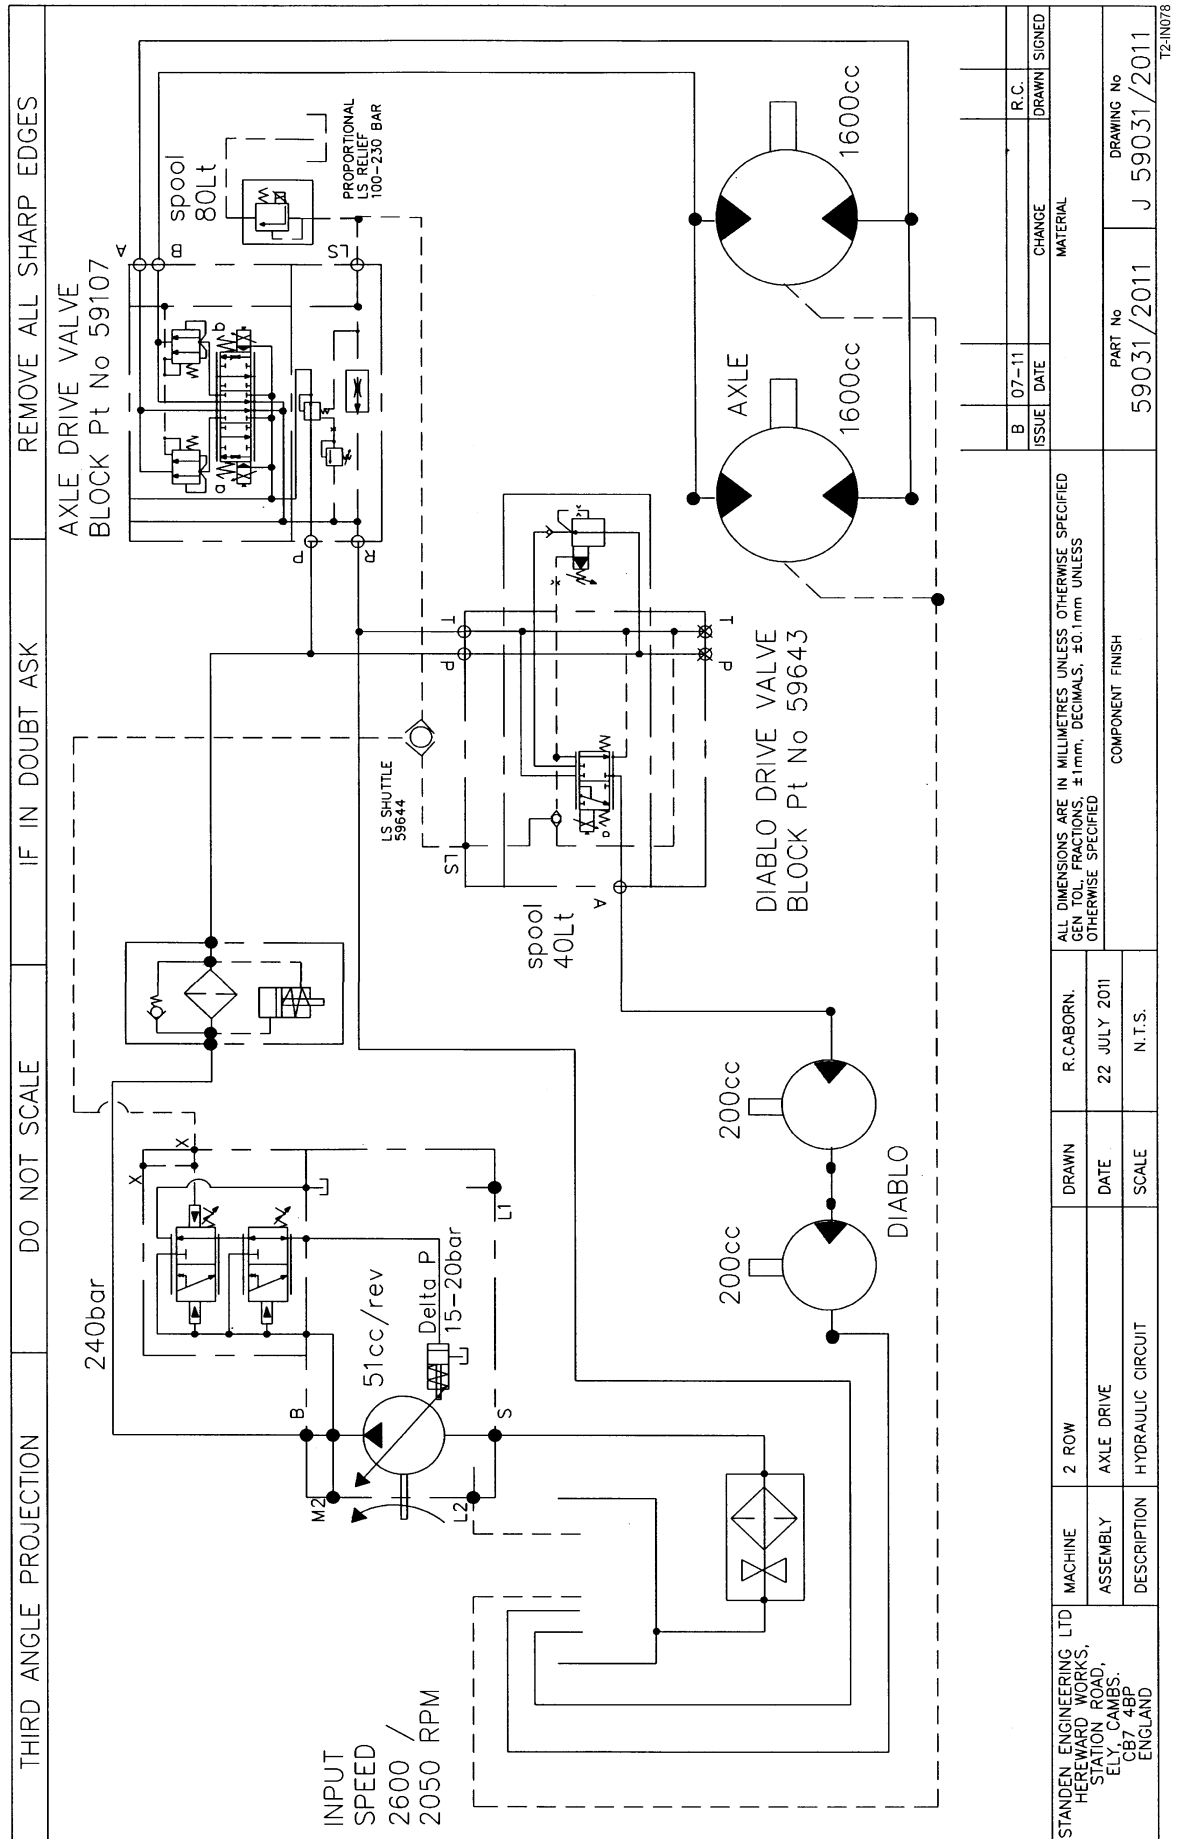 THIRD ANGLE PROJECTION
DO NOT SCALE
IF IN DOUBT ASK
REMOVE ALL SHARP EDGES
INPUT
SPEED
2600 /
2050 RPM
240bar
X
X
B
M2
L2
S
L1
51cc/rev
Delta P
15-20bar
LS SHUTTLE
59644
AXLE DRIVE VALVE
BLOCK Pt No 59107
A
B
P
R
LS
a
b
spool
80Lt
PROPORTIONAL
LS RELIEF
100-230 BAR
spool
40Lt
LS
A
P
T
P
T
a
DIABLO DRIVE VALVE
BLOCK Pt No 59643
200cc
200cc
DIABLO
AXLE
1600cc
1600cc
B 07-11 R.C.
ISSUE DATE CHANGE DRAWN SIGNED
STANDEN ENGINEERING LTD
HEREWARD WORKS,
STATION ROAD,
ELY, CAMBS.
CB7 4BP
ENGLAND
MACHINE 2 ROW
ASSEMBLY AXLE DRIVE
DESCRIPTION HYDRAULIC CIRCUIT
DRAWN R.CABORN.
DATE 22 JULY 2011
SCALE N.T.S.
ALL DIMENSIONS ARE IN MILLIMETRES UNLESS OTHERWISE SPECIFIED
GEN TOL, FRACTIONS, ±1mm, DECIMALS, ±0.1mm UNLESS
OTHERWISE SPECIFIED
COMPONENT FINISH
MATERIAL
PART No
59031/2011
DRAWING No
J 59031/2011
T2-IN078